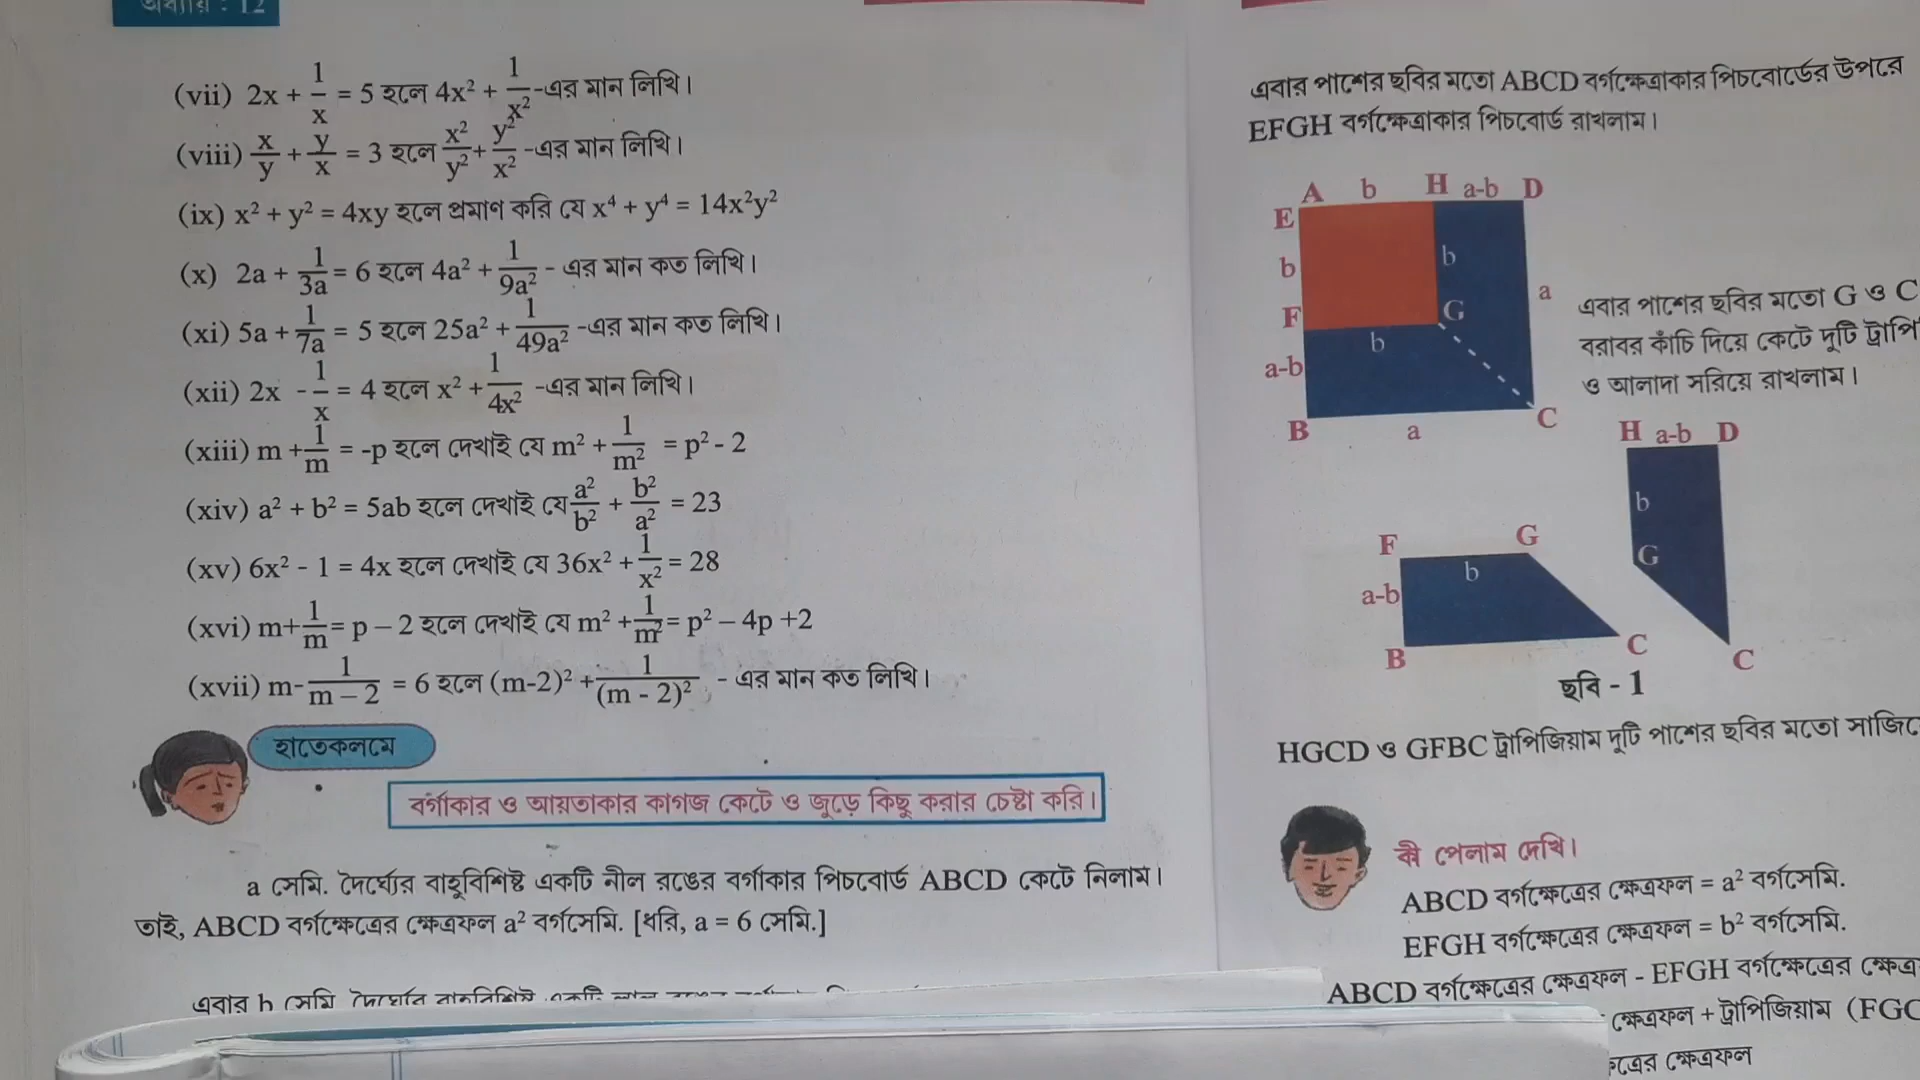 অধ্যায় : 12
(vii) 2x + 1/x = 5 হলে 4x² + 1/x² -এর মান লিখি।
(viii) x/y + y/x = 3 হলে x²/y² + y²/x² -এর মান লিখি।
(ix) x² + y² = 4xy হলে প্রমাণ করি যে x⁴ + y⁴ = 14x²y²
(x) 2a + 1/3a = 6 হলে 4a² + 1/9a² - এর মান কত লিখি।
(xi) 5a + 1/7a = 5 হলে 25a² + 1/49a² -এর মান কত লিখি।
(xii) 2x - 1/x = 4 হলে x² + 1/4x² -এর মান লিখি।
(xiii) m + 1/m = -p হলে দেখাই যে m² + 1/m² = p² - 2
(xiv) a² + b² = 5ab হলে দেখাই যে a²/b² + b²/a² = 23
(xv) 6x² - 1 = 4x হলে দেখাই যে 36x² + 1/x² = 28
(xvi) m + 1/m = p – 2 হলে দেখাই যে m² + 1/m² = p² – 4p +2
(xvii) m - 1/(m – 2) = 6 হলে (m-2)² + 1/(m - 2)² - এর মান কত লিখি।
হাতেকলমে
বর্গাকার ও আয়তাকার কাগজ কেটে ও জুড়ে কিছু করার চেষ্টা করি।
a সেমি. দৈর্ঘ্যের বাহুবিশিষ্ট একটি নীল রঙের বর্গাকার পিচবোর্ড ABCD কেটে নিলাম।
তাই, ABCD বর্গক্ষেত্রের ক্ষেত্রফল a² বর্গসেমি. [ধরি, a = 6 সেমি.]
এবার b সেমি দৈর্ঘ্যের বাহুবিশিষ্ট একটি লাল
এবার পাশের ছবির মতো ABCD বর্গক্ষেত্রাকার পিচবোর্ডের উপরে
EFGH বর্গক্ষেত্রাকার পিচবোর্ড রাখলাম।
A b H a-b D
E
b b
a
F G
b
a-b
B a C
এবার পাশের ছবির মতো G ও C
বরাবর কাঁচি দিয়ে কেটে দুটি ট্রাপি
ও আলাদা সরিয়ে রাখলাম।
H a-b D
b
G
C
F G
b
a-b
B C
ছবি - 1
HGCD ও GFBC ট্রাপিজিয়াম দুটি পাশের ছবির মতো সাজিয়ে
কী পেলাম দেখি।
ABCD বর্গক্ষেত্রের ক্ষেত্রফল = a² বর্গসেমি.
EFGH বর্গক্ষেত্রের ক্ষেত্রফল = b² বর্গসেমি.
ABCD বর্গক্ষেত্রের ক্ষেত্রফল - EFGH বর্গক্ষেত্রের ক্ষেত্র
ক্ষেত্রফল + ট্রাপিজিয়াম (FGC
ক্ষেত্রফল